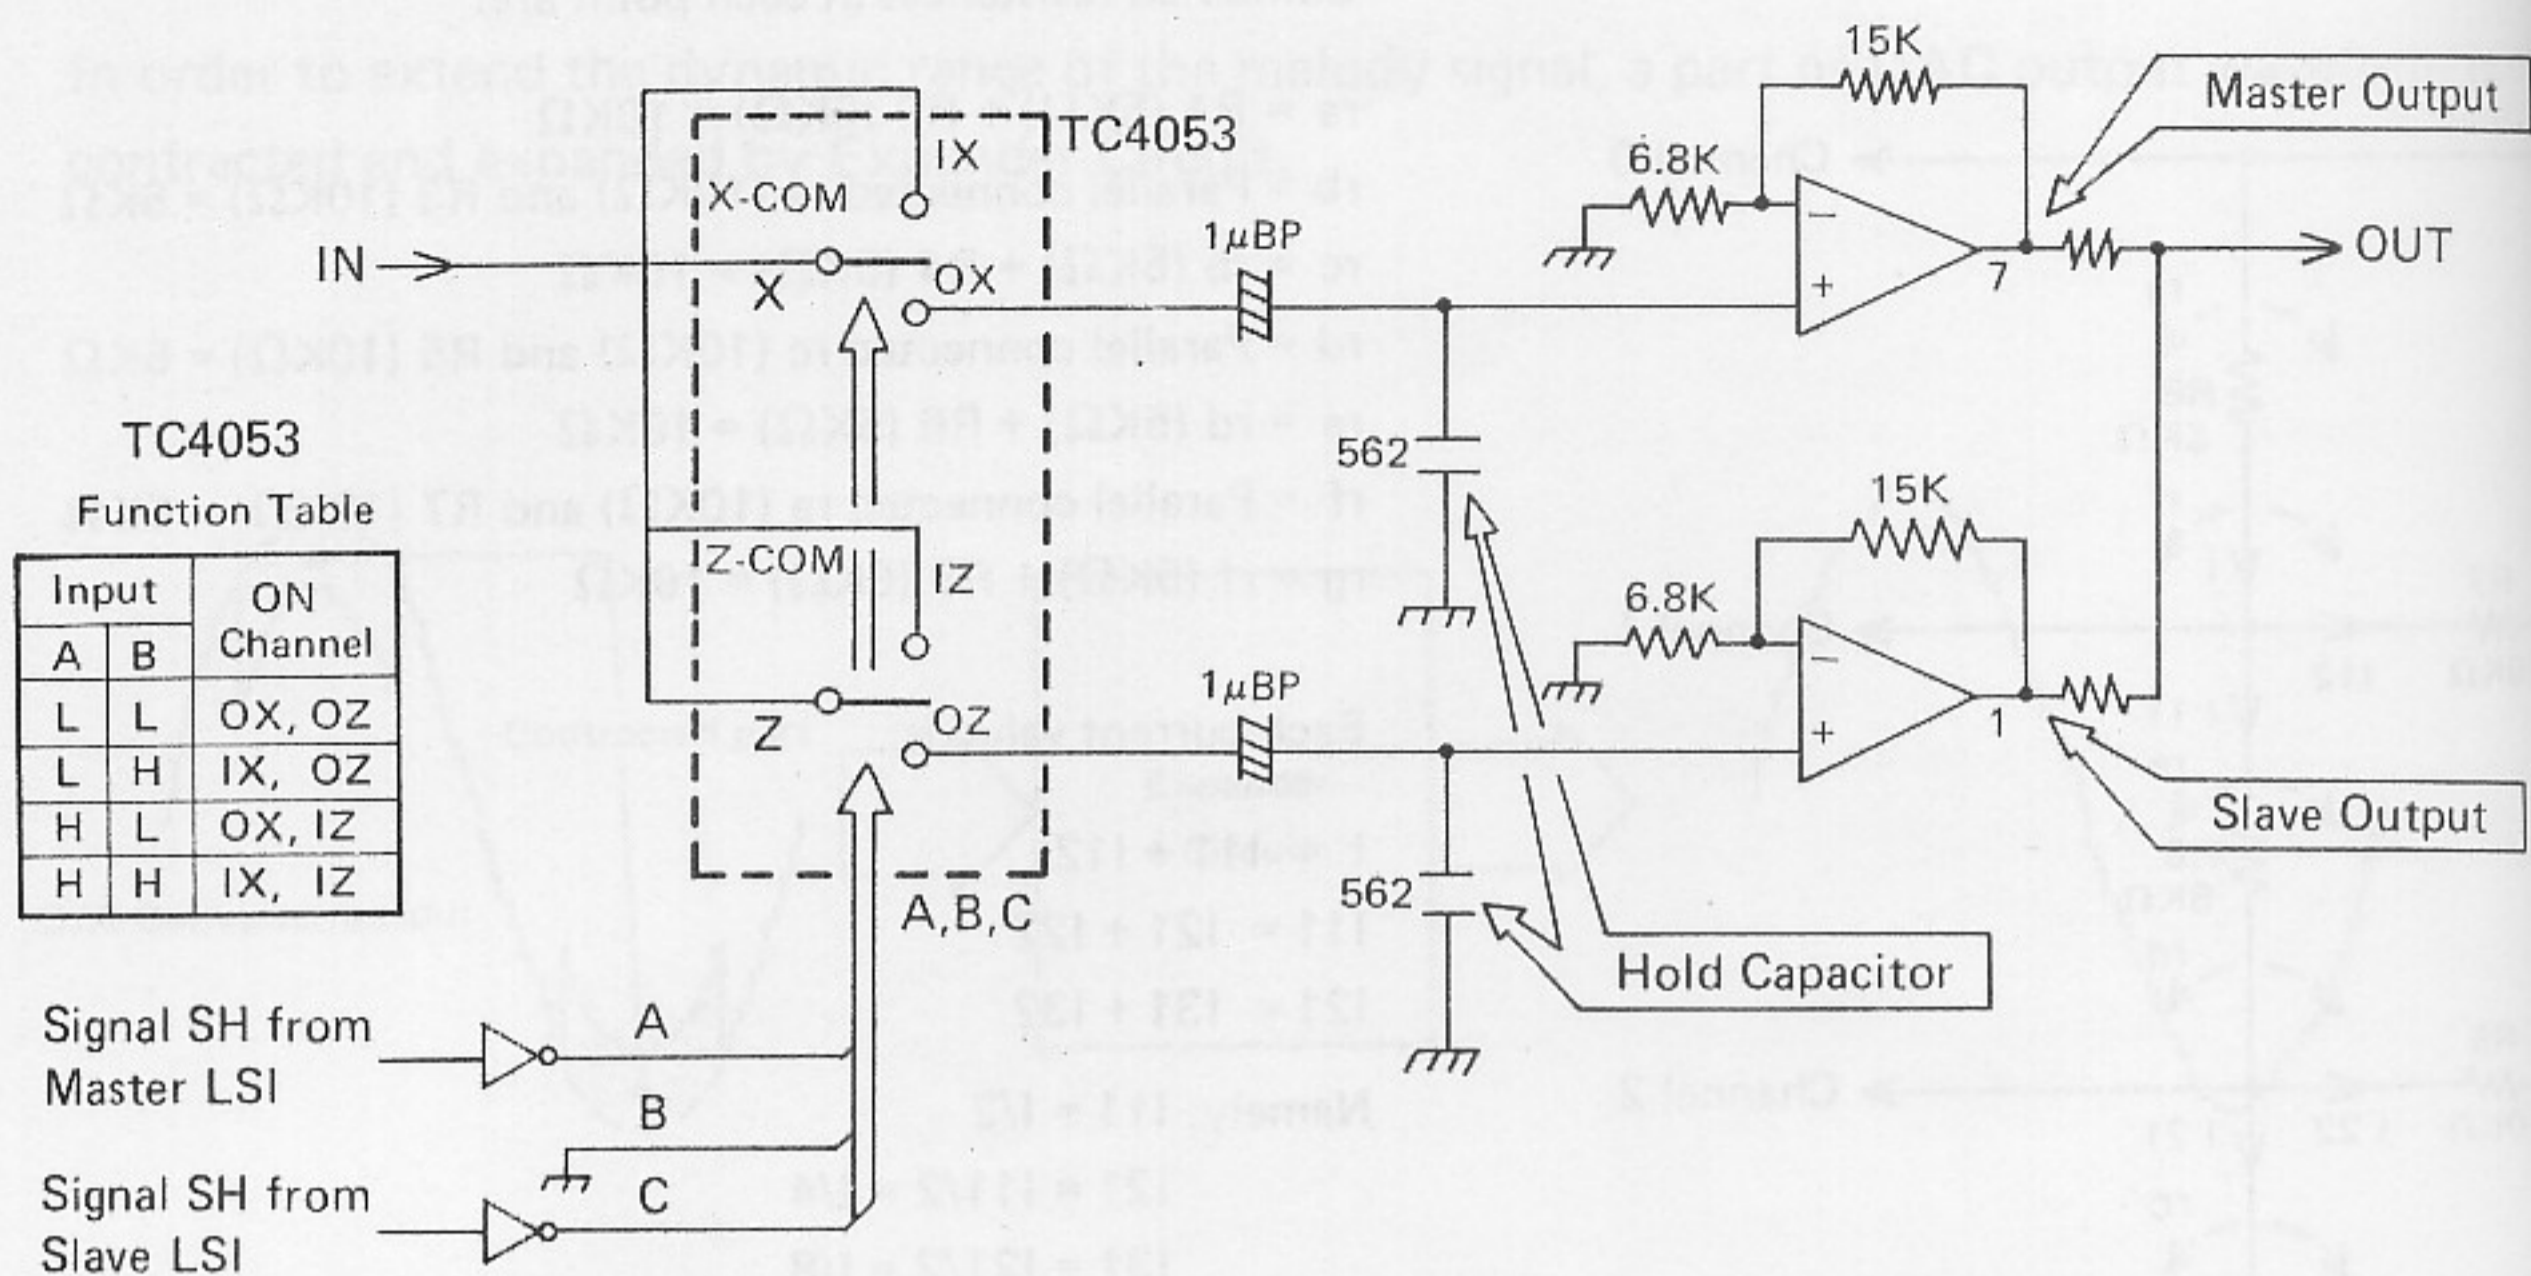 15K
Master Output
TC4053
IX
6.8K
X-COM
1μBP
−
IN
OX
7
OUT
X
+
TC4053
562
Function Table
15K
Input
ON
Channel
Z-COM
IZ
A
B
6.8K
L
L
OX, OZ
1μBP
−
Z
OZ
1
L
H
IX, OZ
+
H
L
OX, IZ
Slave Output
H
H
IX, IZ
562
A,B,C
Hold Capacitor
Signal SH from
Master LSI
A
B
Signal SH from
Slave LSI
C